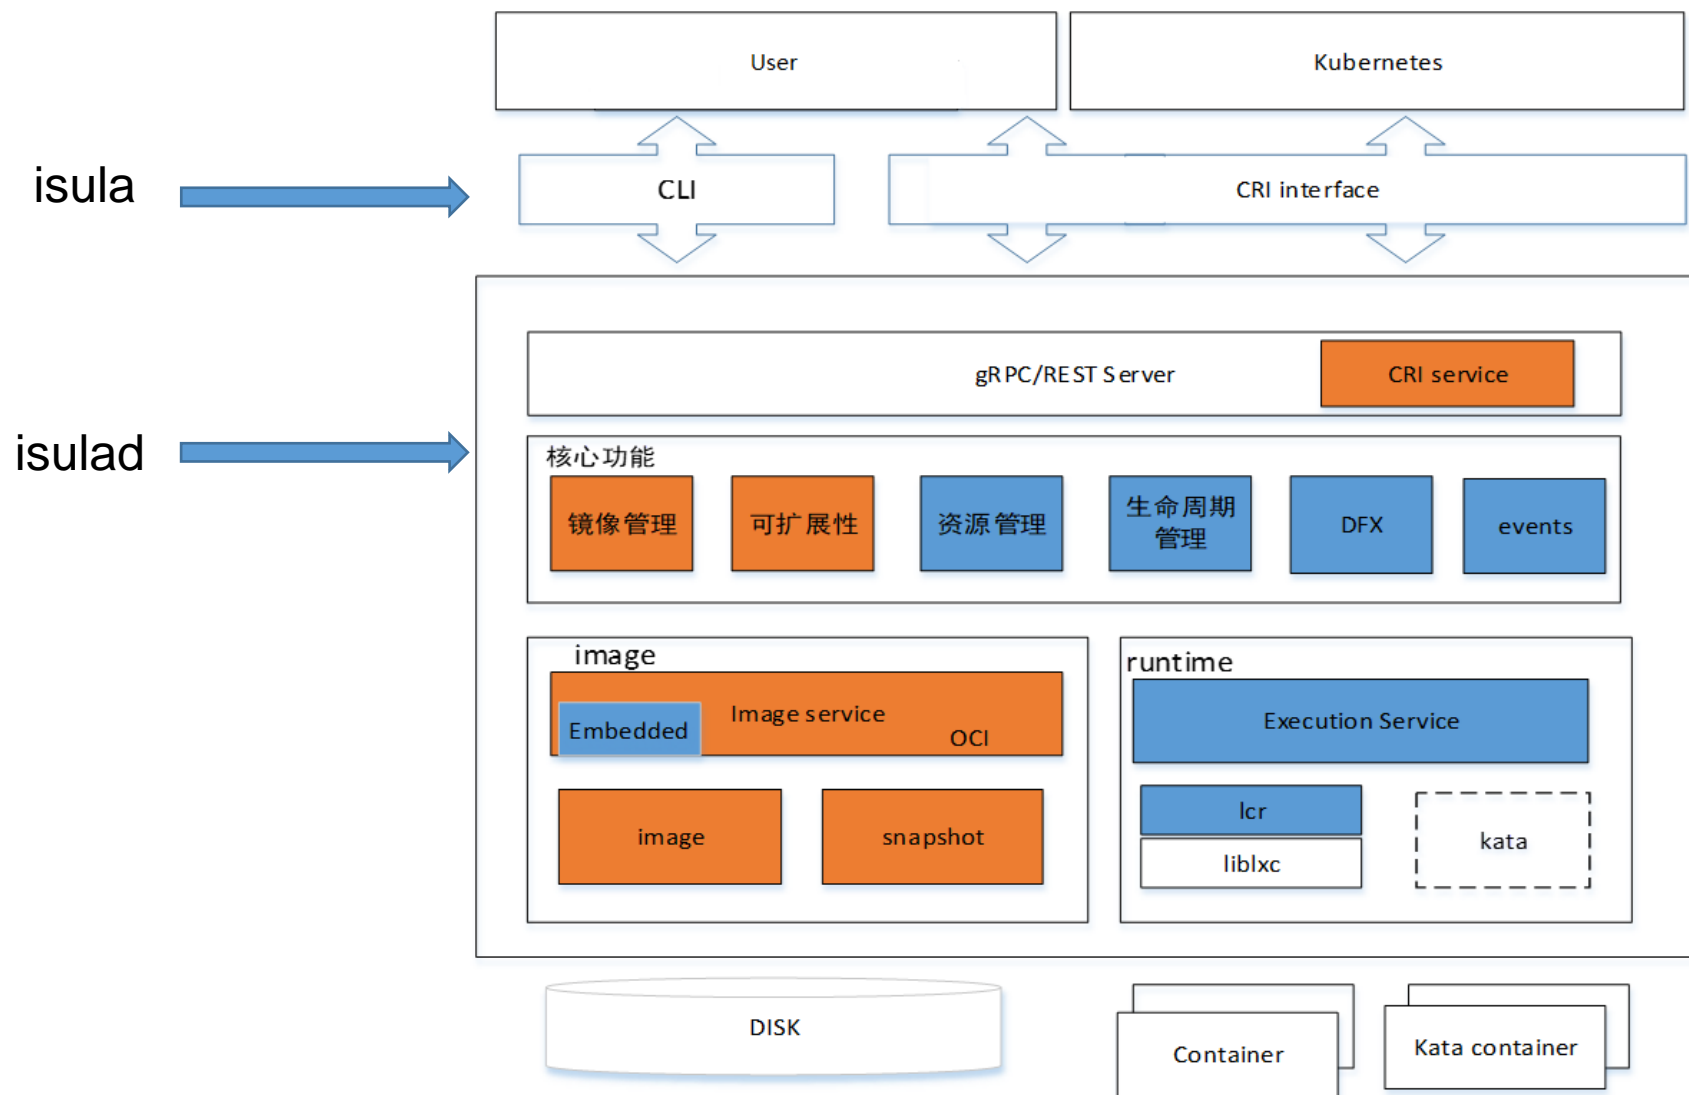 User
Kubernetes
isula
CLI
CRI interface
gRPC/REST Server
CRI service
isulad
核心功能
镜像管理
可扩展性
资源管理
生命周期
管理
DFX
events
image
Image service
Embedded
OCI
image
snapshot
runtime
Execution Service
lcr
liblxc
kata
DISK
Container
Kata container